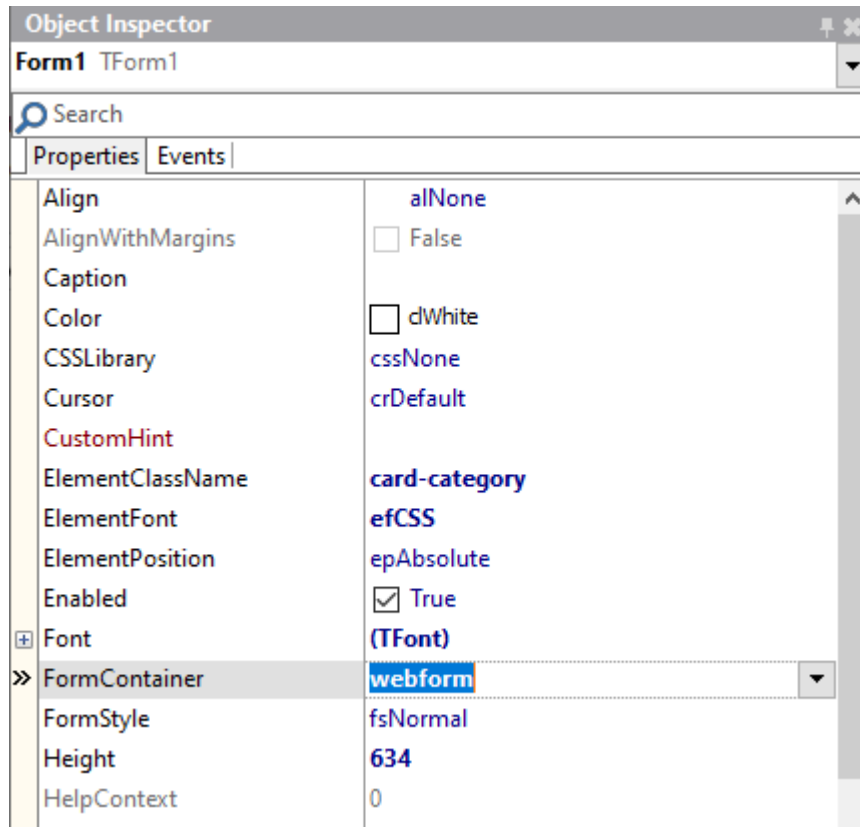 Object Inspector
Form1 TForm1
Search
Properties Events
Align alNone
AlignWithMargins False
Caption
Color clWhite
CSSLibrary cssNone
Cursor crDefault
CustomHint
ElementClassName card-category
ElementFont efCSS
ElementPosition epAbsolute
Enabled True
Font (TFont)
FormContainer webform
FormStyle fsNormal
Height 634
HelpContext 0